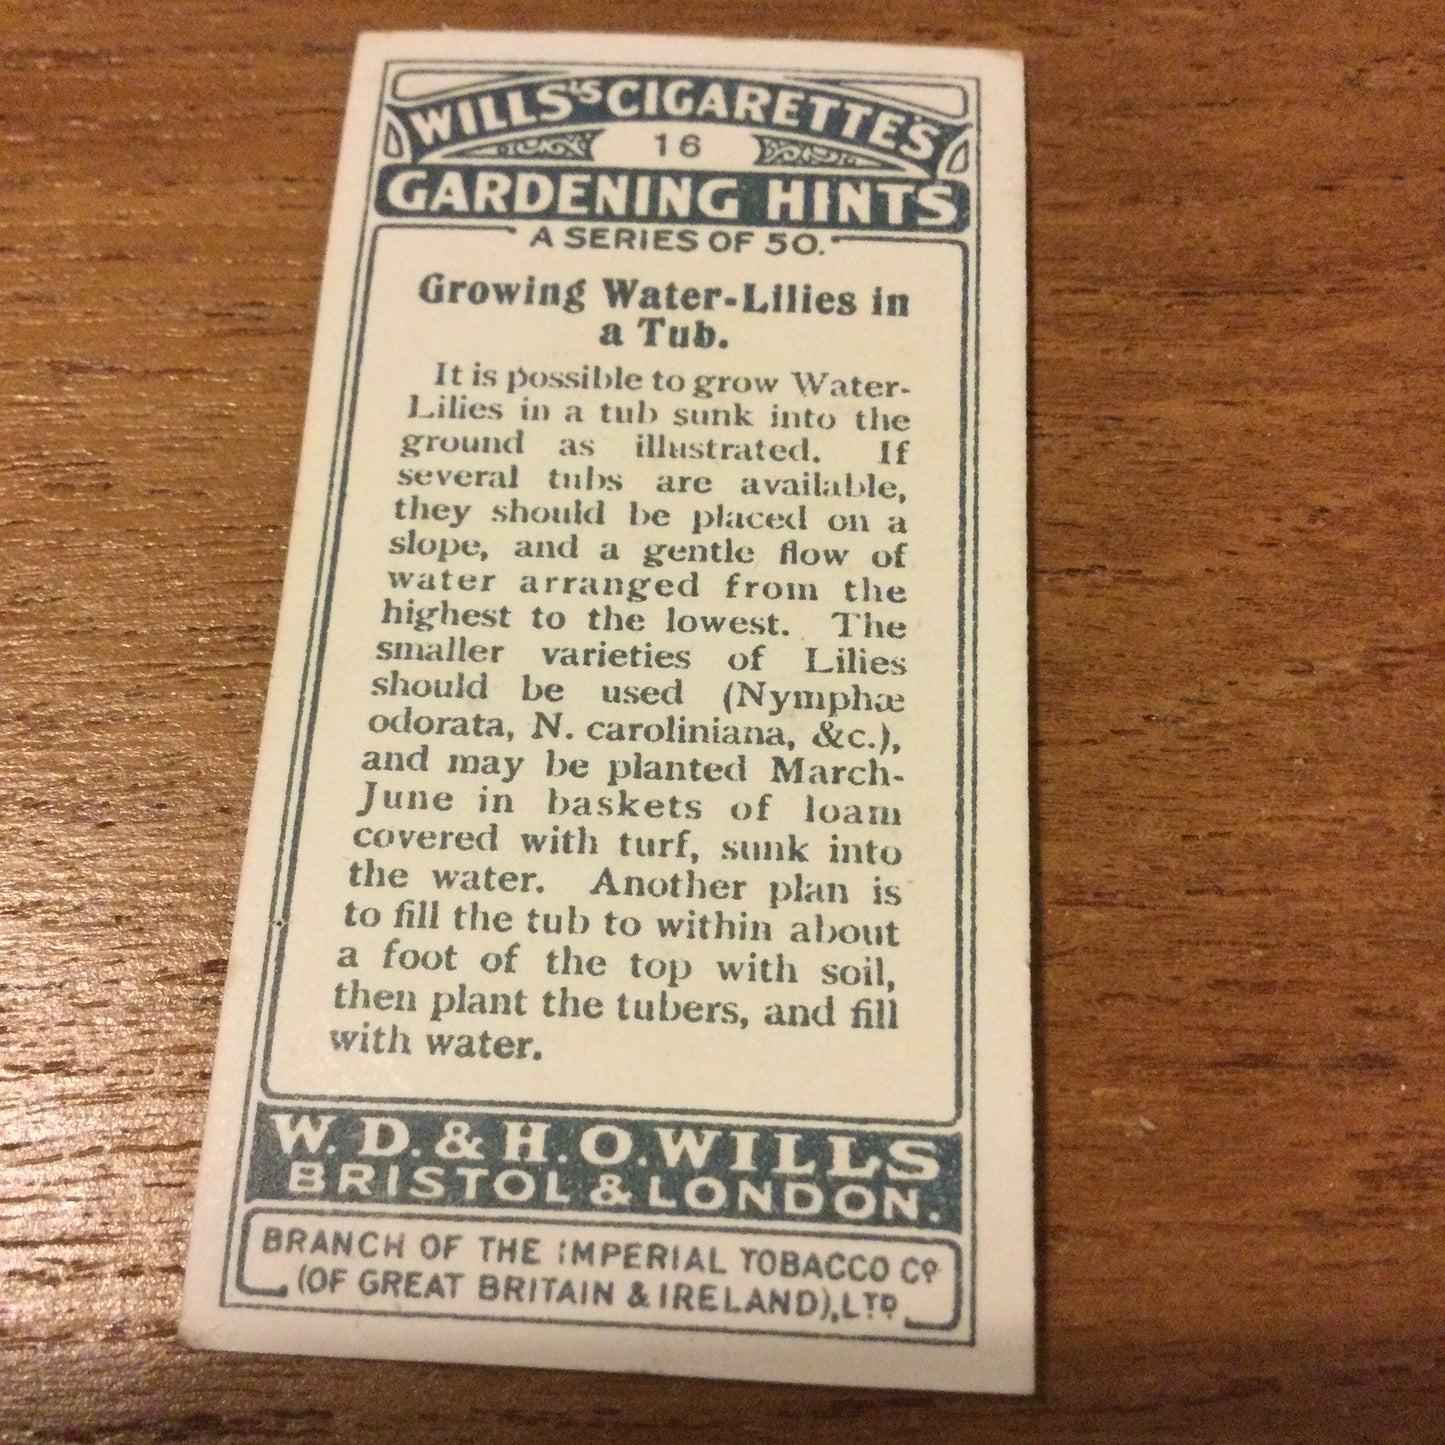 WILLS'S CIGARETTES
16
GARDENING HINTS
A SERIES OF 50.
Growing Water-Lilies in
a Tub.
It is possible to grow Water-
Lilies in a tub sunk into the
ground as illustrated. If
several tubs are available,
they should be placed on a
slope, and a gentle flow of
water arranged from the
highest to the lowest. The
smaller varieties of Lilies
should be used (Nymphæ
odorata, N. caroliniana, &c.),
and may be planted March-
June in baskets of loam
covered with turf, sunk into
the water. Another plan is
to fill the tub to within about
a foot of the top with soil,
then plant the tubers, and fill
with water.
W. D. & H. O. WILLS
BRISTOL & LONDON.
BRANCH OF THE IMPERIAL TOBACCO CO
(OF GREAT BRITAIN & IRELAND), LTD